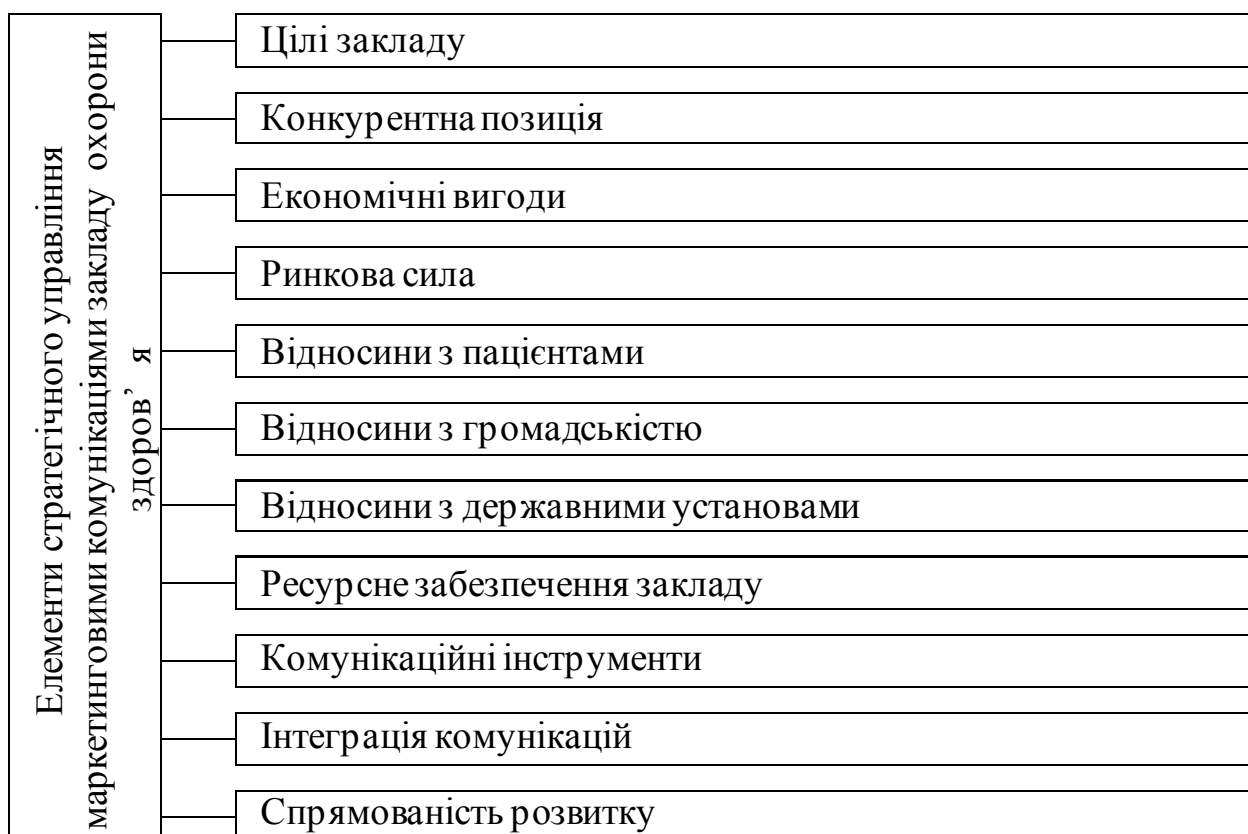 Елементи стратегічного управління
маркетинговими комунікаціями закладу охорони
здоров’я
Цілі закладу
Конкурентна позиція
Економічні вигоди
Ринкова сила
Відносини з пацієнтами
Відносини з громадськістю
Відносини з державними установами
Ресурсне забезпечення закладу
Комунікаційні інструменти
Інтеграція комунікацій
Спрямованість розвитку